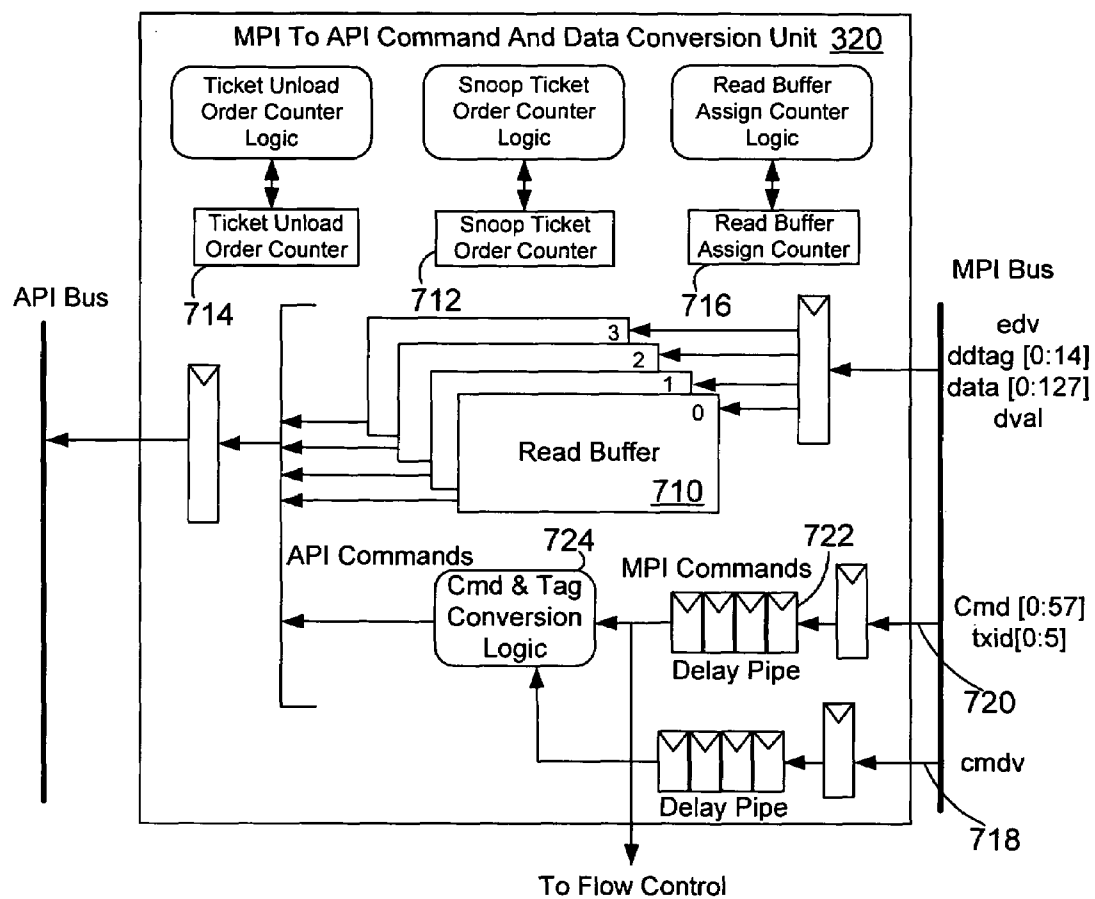 MPI To API Command And Data Conversion Unit 320
Ticket Unload
Order Counter
Logic
Snoop Ticket
Order Counter
Logic
Read Buffer
Assign Counter
Logic
Ticket Unload
Order Counter
Snoop Ticket
Order Counter
Read Buffer
Assign Counter
714
712
716
API Bus
MPI Bus
edv
ddtag [0:14]
data [0:127]
dval
3
2
1
0
Read Buffer
710
API Commands
724
Cmd & Tag
Conversion
Logic
MPI Commands
722
Delay Pipe
Cmd [0:57]
txid[0:5]
720
Delay Pipe
cmdv
718
To Flow Control